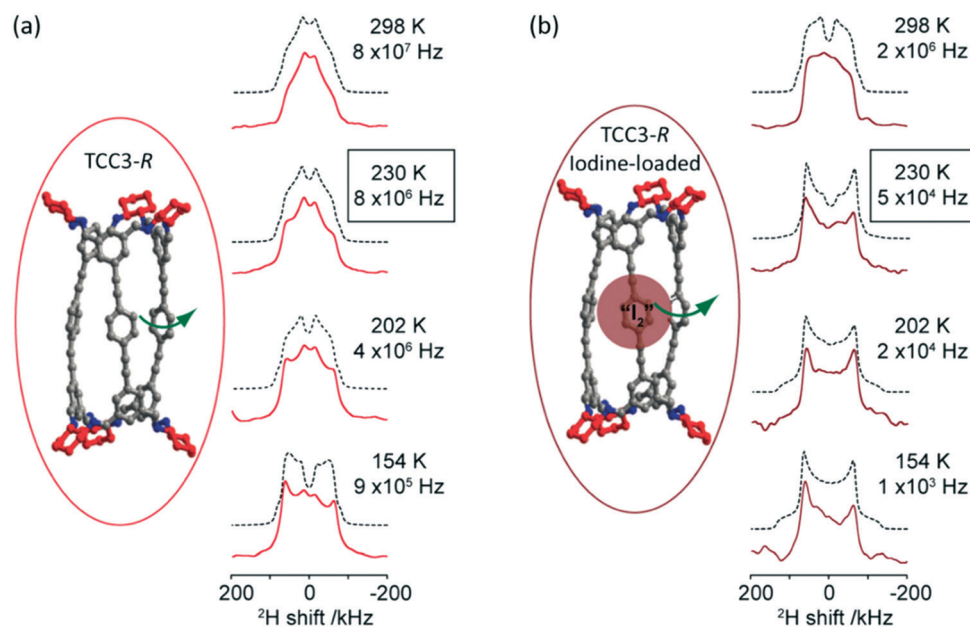 (a)
TCC3-R
298 K
8 x10⁷ Hz
230 K
8 x10⁶ Hz
202 K
4 x10⁶ Hz
154 K
9 x10⁵ Hz
200 0 -200
²H shift /kHz
(b)
TCC3-R
Iodine-loaded
"I₂"
298 K
2 x10⁶ Hz
230 K
5 x10⁴ Hz
202 K
2 x10⁴ Hz
154 K
1 x10³ Hz
200 0 -200
²H shift /kHz